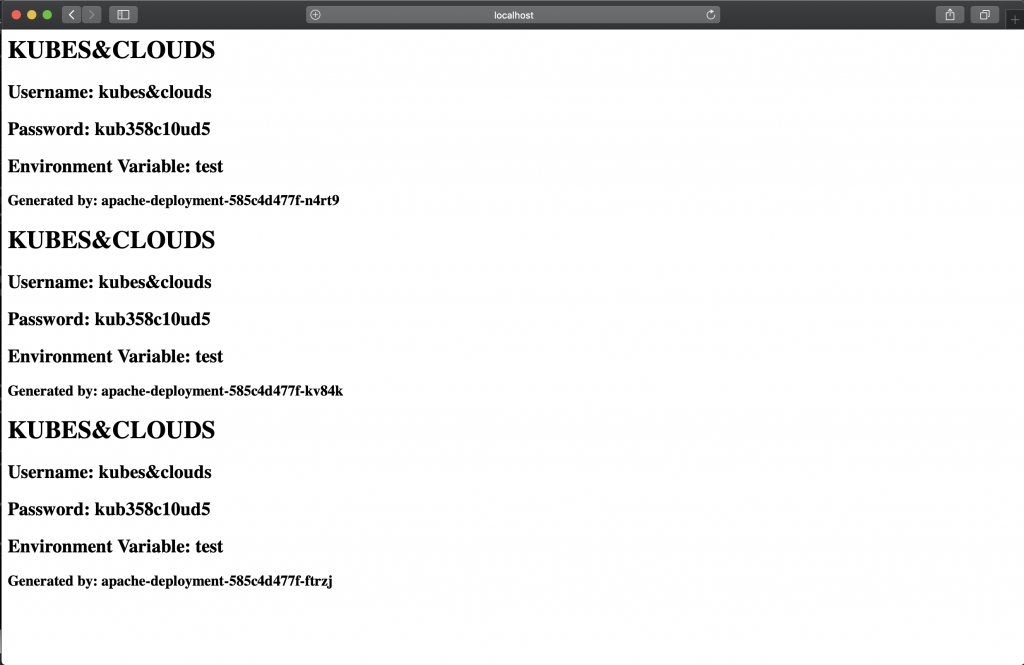 localhost
KUBES&CLOUDS
Username: kubes&clouds
Password: kub358c10ud5
Environment Variable: test
Generated by: apache-deployment-585c4d477f-n4rt9
KUBES&CLOUDS
Username: kubes&clouds
Password: kub358c10ud5
Environment Variable: test
Generated by: apache-deployment-585c4d477f-kv84k
KUBES&CLOUDS
Username: kubes&clouds
Password: kub358c10ud5
Environment Variable: test
Generated by: apache-deployment-585c4d477f-ftrzj